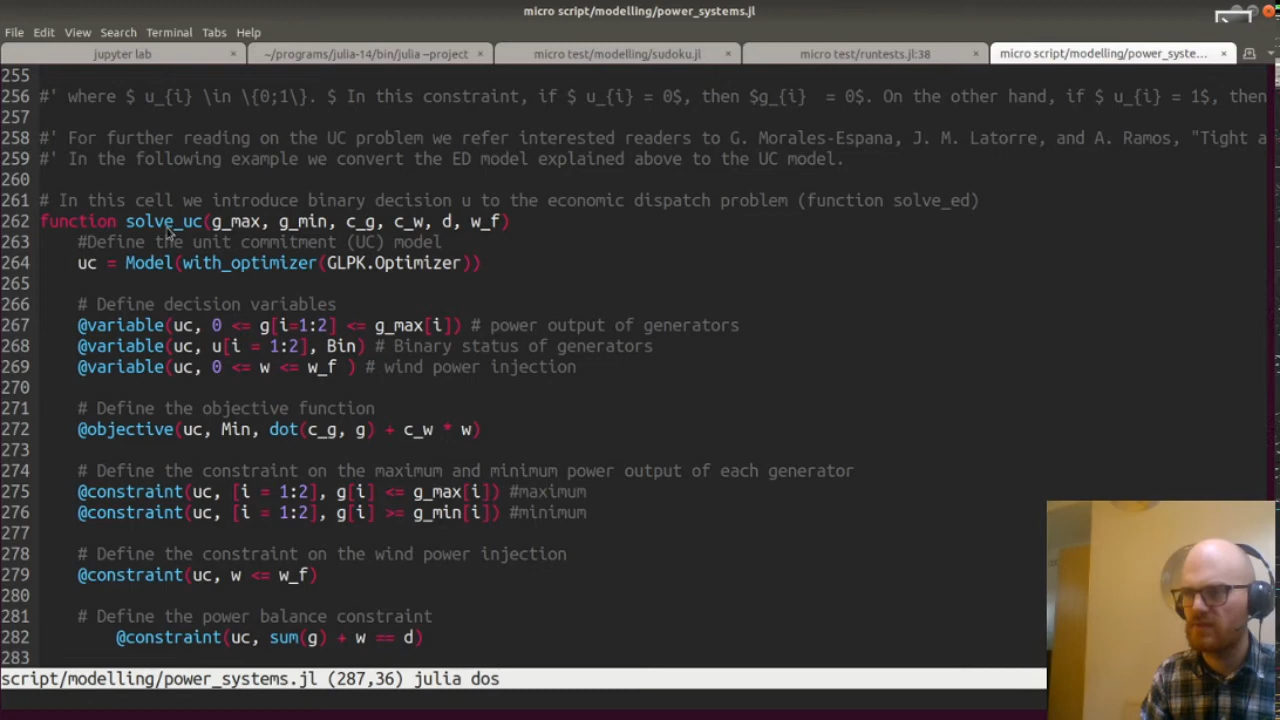 micro script/modelling/power_systems.jl
File Edit View Search Terminal Tabs Help
jupyter lab × ~/programs/julia-14/bin/julia --project × micro test/modelling/sudoku.jl × micro test/runtests.jl:38 × micro script/modelling/power_syste... ×
255
256 #' where $ u_{i} \in \{0;1\}. $ In this constraint, if $ u_{i} = 0$, then $g_{i}  = 0$. On the other hand, if $ u_{i} = 1$, then
257
258 #' For further reading on the UC problem we refer interested readers to G. Morales-Espana, J. M. Latorre, and A. Ramos, "Tight a
259 #' In the following example we convert the ED model explained above to the UC model.
260
261 # In this cell we introduce binary decision u to the economic dispatch problem (function solve_ed)
262 function solve_uc(g_max, g_min, c_g, c_w, d, w_f)
263     #Define the unit commitment (UC) model
264     uc = Model(with_optimizer(GLPK.Optimizer))
265
266     # Define decision variables
267     @variable(uc, 0 <= g[i=1:2] <= g_max[i]) # power output of generators
268     @variable(uc, u[i = 1:2], Bin) # Binary status of generators
269     @variable(uc, 0 <= w <= w_f ) # wind power injection
270
271     # Define the objective function
272     @objective(uc, Min, dot(c_g, g) + c_w * w)
273
274     # Define the constraint on the maximum and minimum power output of each generator
275     @constraint(uc, [i = 1:2], g[i] <= g_max[i]) #maximum
276     @constraint(uc, [i = 1:2], g[i] >= g_min[i]) #minimum
277
278     # Define the constraint on the wind power injection
279     @constraint(uc, w <= w_f)
280
281     # Define the power balance constraint
282         @constraint(uc, sum(g) + w == d)
283
script/modelling/power_systems.jl (287,36) julia dos